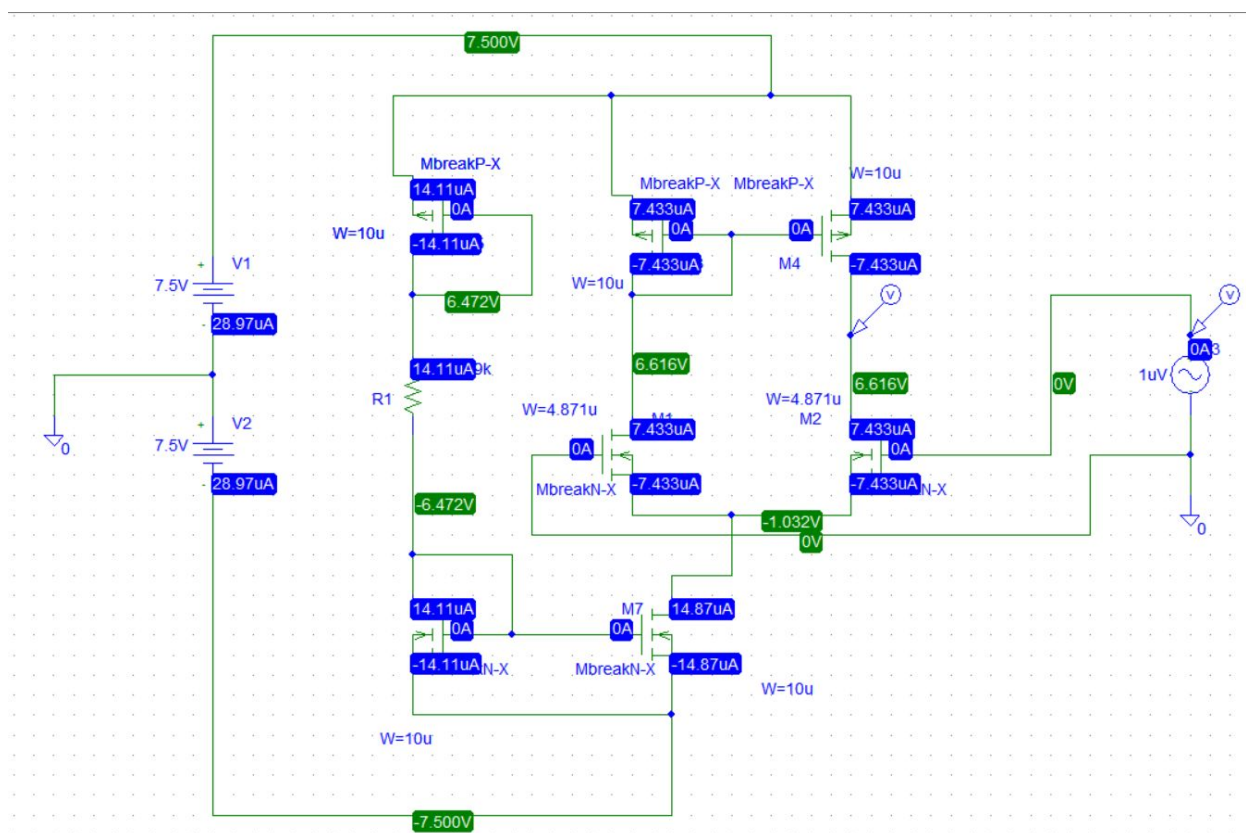 7.500V
MbreakP-X
W=10u
14.11uA
MbreakP-X
MbreakP-X
7.433uA
7.433uA
0A
0A
0A
W=10u
-14.11uA
V1
-7.433uA
M4
-7.433uA
+
7.5V
W=10u
6.472V
-
28.97uA
0A
3
14.11uA
9k
6.616V
6.616V
0V
1uV
R1
W=4.871u
W=4.871u
M1
M2
V2
+
7.433uA
7.433uA
0
7.5V
0A
0A
-
28.97uA
MbreakN-X
-7.433uA
-7.433uA
N-X
-6.472V
-1.032V
0
0V
14.11uA
M7
14.87uA
0A
0A
-14.11uA
N-X
MbreakN-X
-14.87uA
W=10u
W=10u
-7.500V